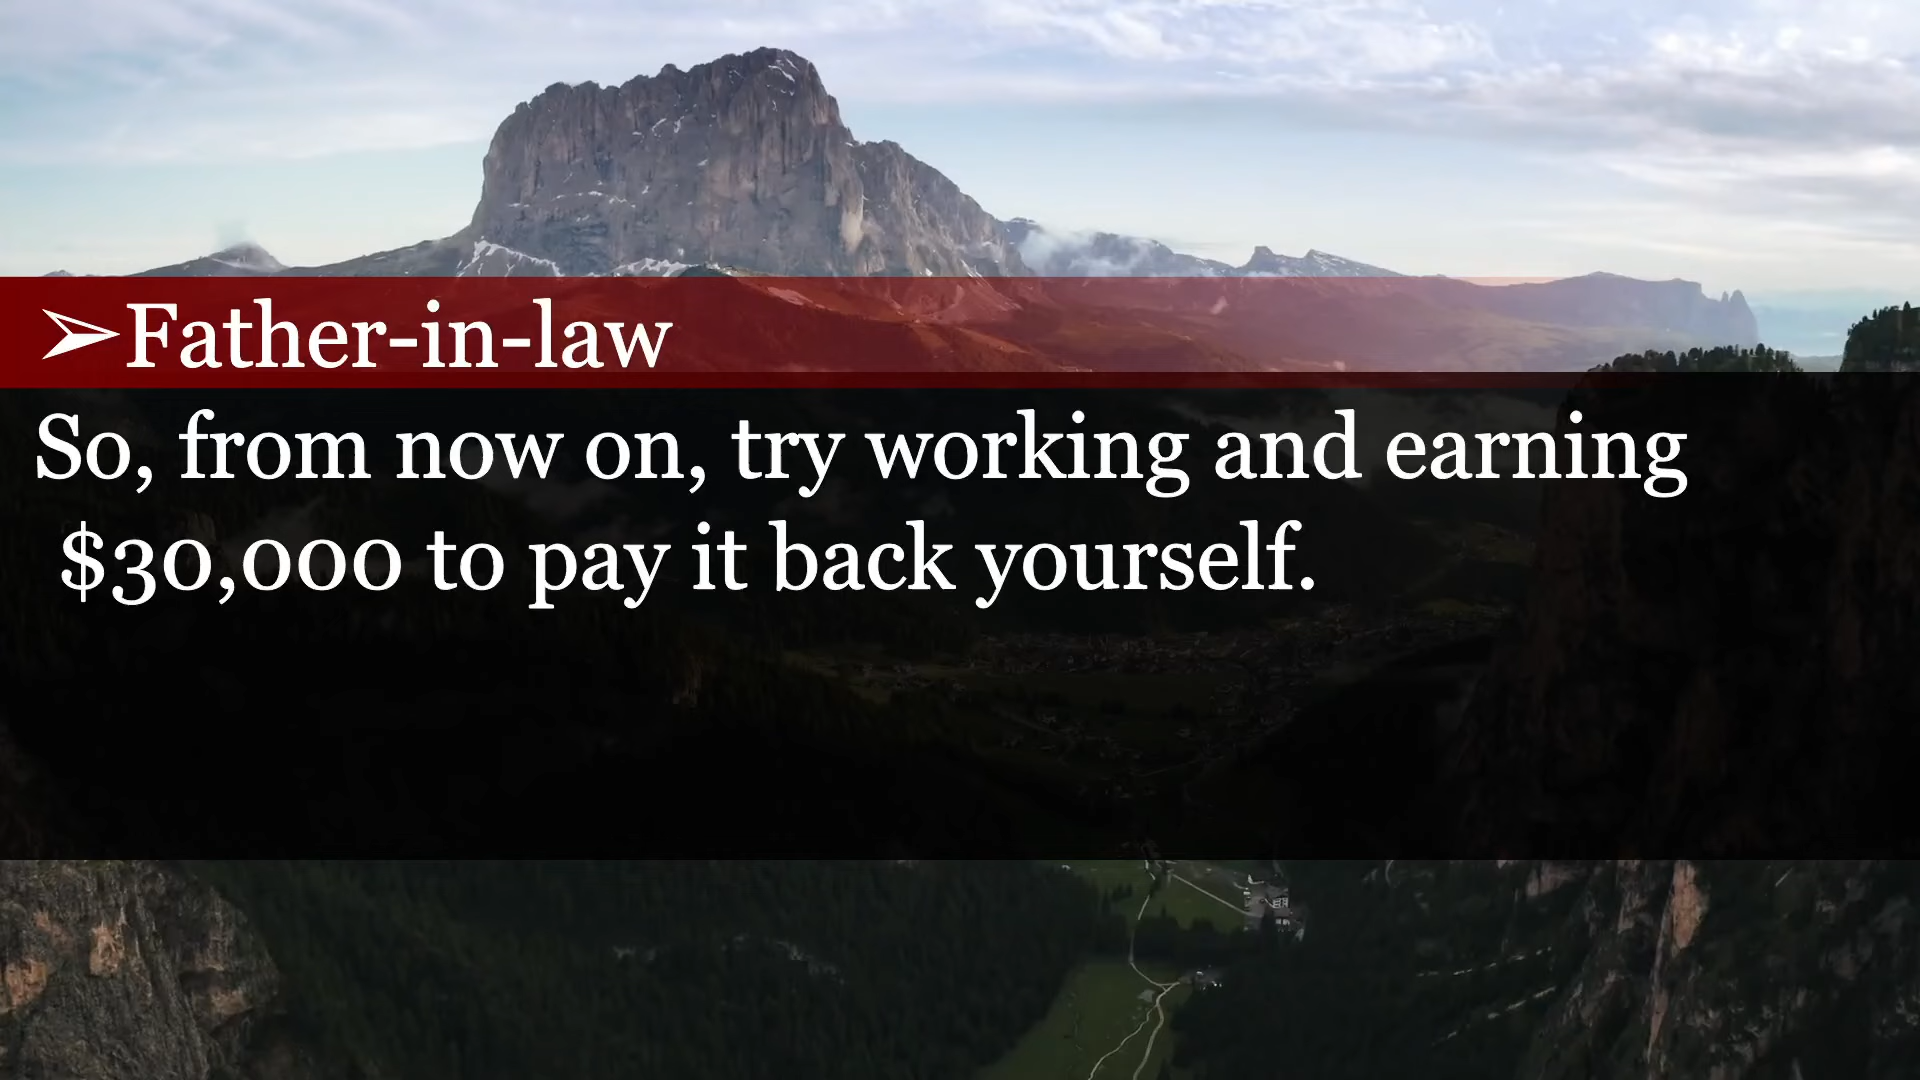 ➢Father-in-law
So, from now on, try working and earning
$30,000 to pay it back yourself.